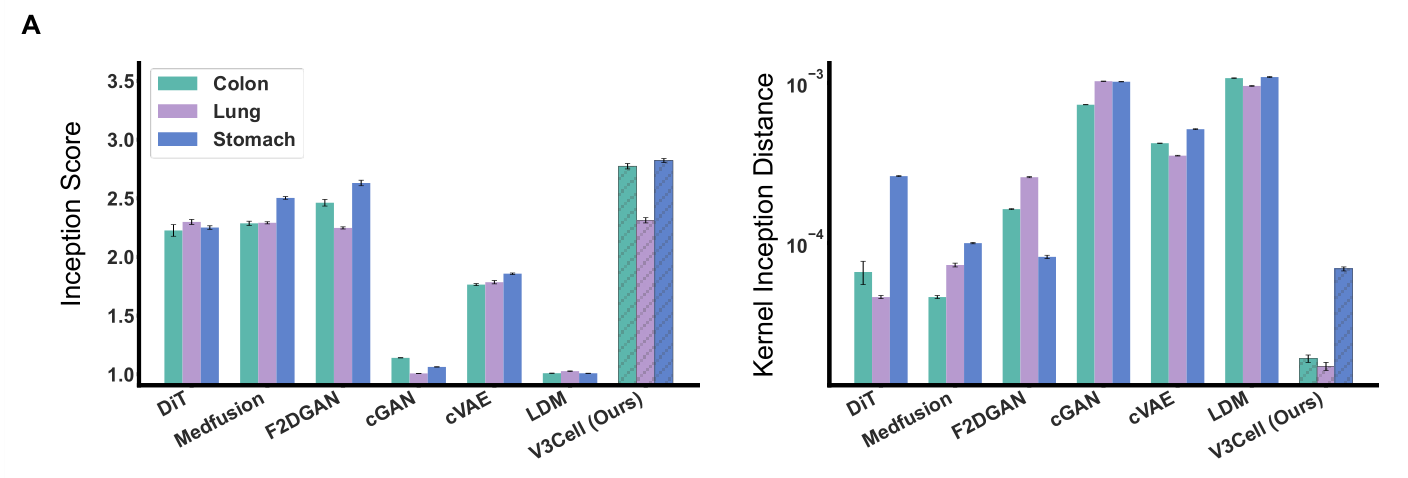 A
Inception Score
3.5
3.0
2.5
2.0
1.5
1.0
Colon
Lung
Stomach
DiT
Medfusion
F2DGAN
cGAN
cVAE
LDM
V3Cell (Ours)
Kernel Inception Distance
10⁻³
10⁻⁴
DiT
Medfusion
F2DGAN
cGAN
cVAE
LDM
V3Cell (Ours)